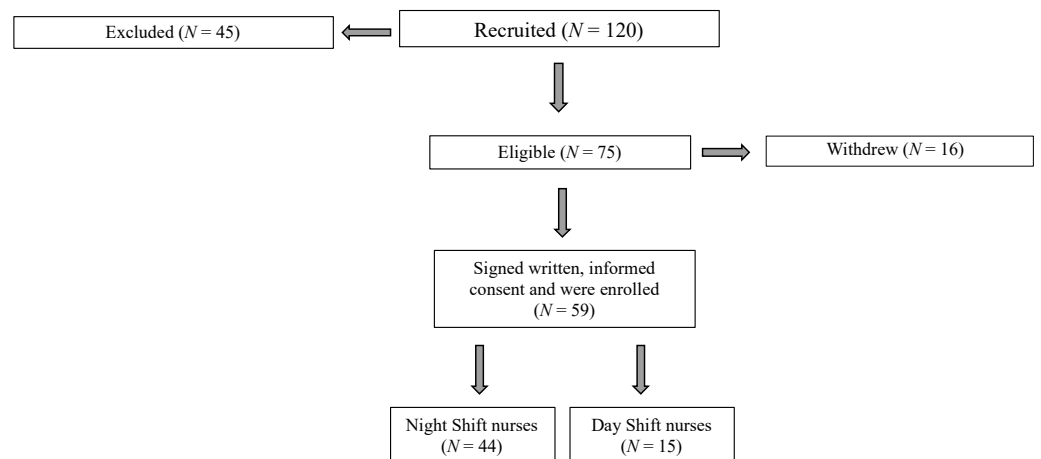 Excluded (N = 45)
Recruited (N = 120)
Eligible (N = 75)
Withdrew (N = 16)
Signed written, informed
consent and were enrolled
(N = 59)
Night Shift nurses
(N = 44)
Day Shift nurses
(N = 15)